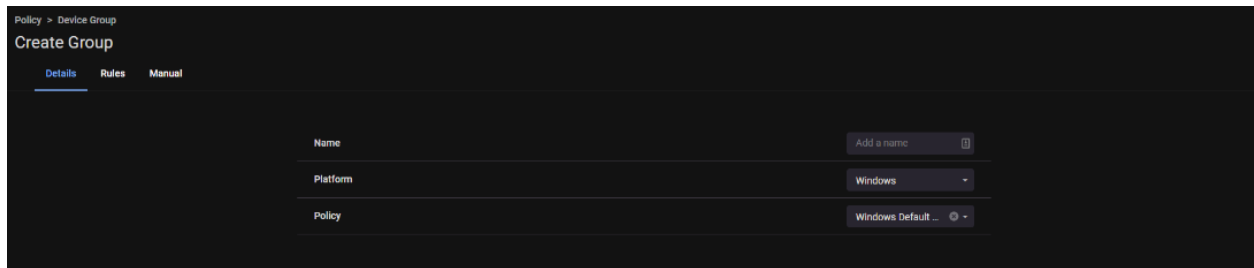 Policy > Device Group
Create Group
Details Rules Manual
Name Add a name
Platform Windows
Policy Windows Default ...